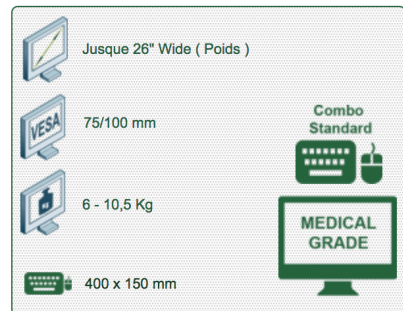 Jusque 26" Wide ( Poids )
VESA
75/100 mm
Combo
Standard
6 - 10,5 Kg
MEDICAL
GRADE
400 x 150 mm